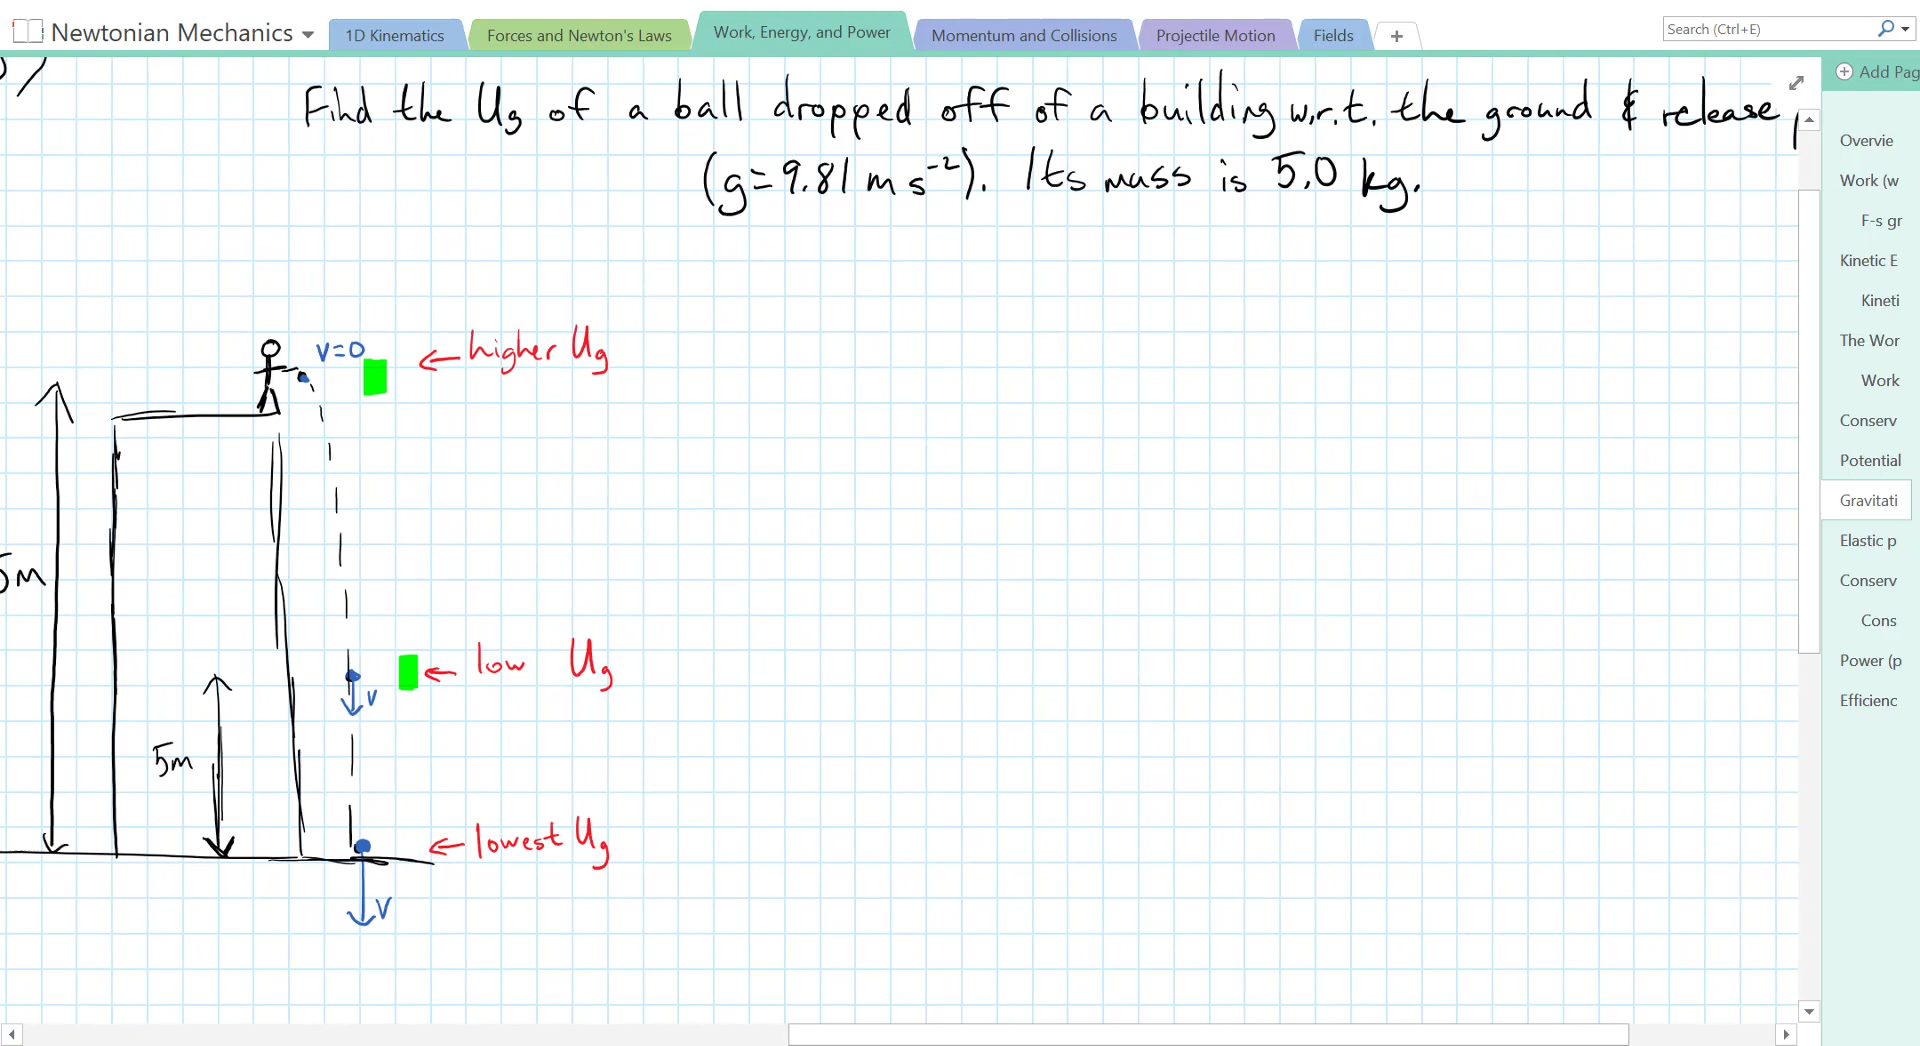 Newtonian Mechanics
1D Kinematics
Forces and Newton's Laws
Work, Energy, and Power
Momentum and Collisions
Projectile Motion
Fields
+
Search (Ctrl+E)
Add Pag
Find the Ug of a ball dropped off of a building w.r.t. the ground & release
(g=9.81 m s⁻²). Its mass is 5.0 kg.
v=0
← higher Ug
5m
← low Ug
v
5m
← lowest Ug
v
Overvie
Work (w
F-s gr
Kinetic E
Kineti
The Wor
Work
Conserv
Potential
Gravitati
Elastic p
Conserv
Cons
Power (p
Efficienc